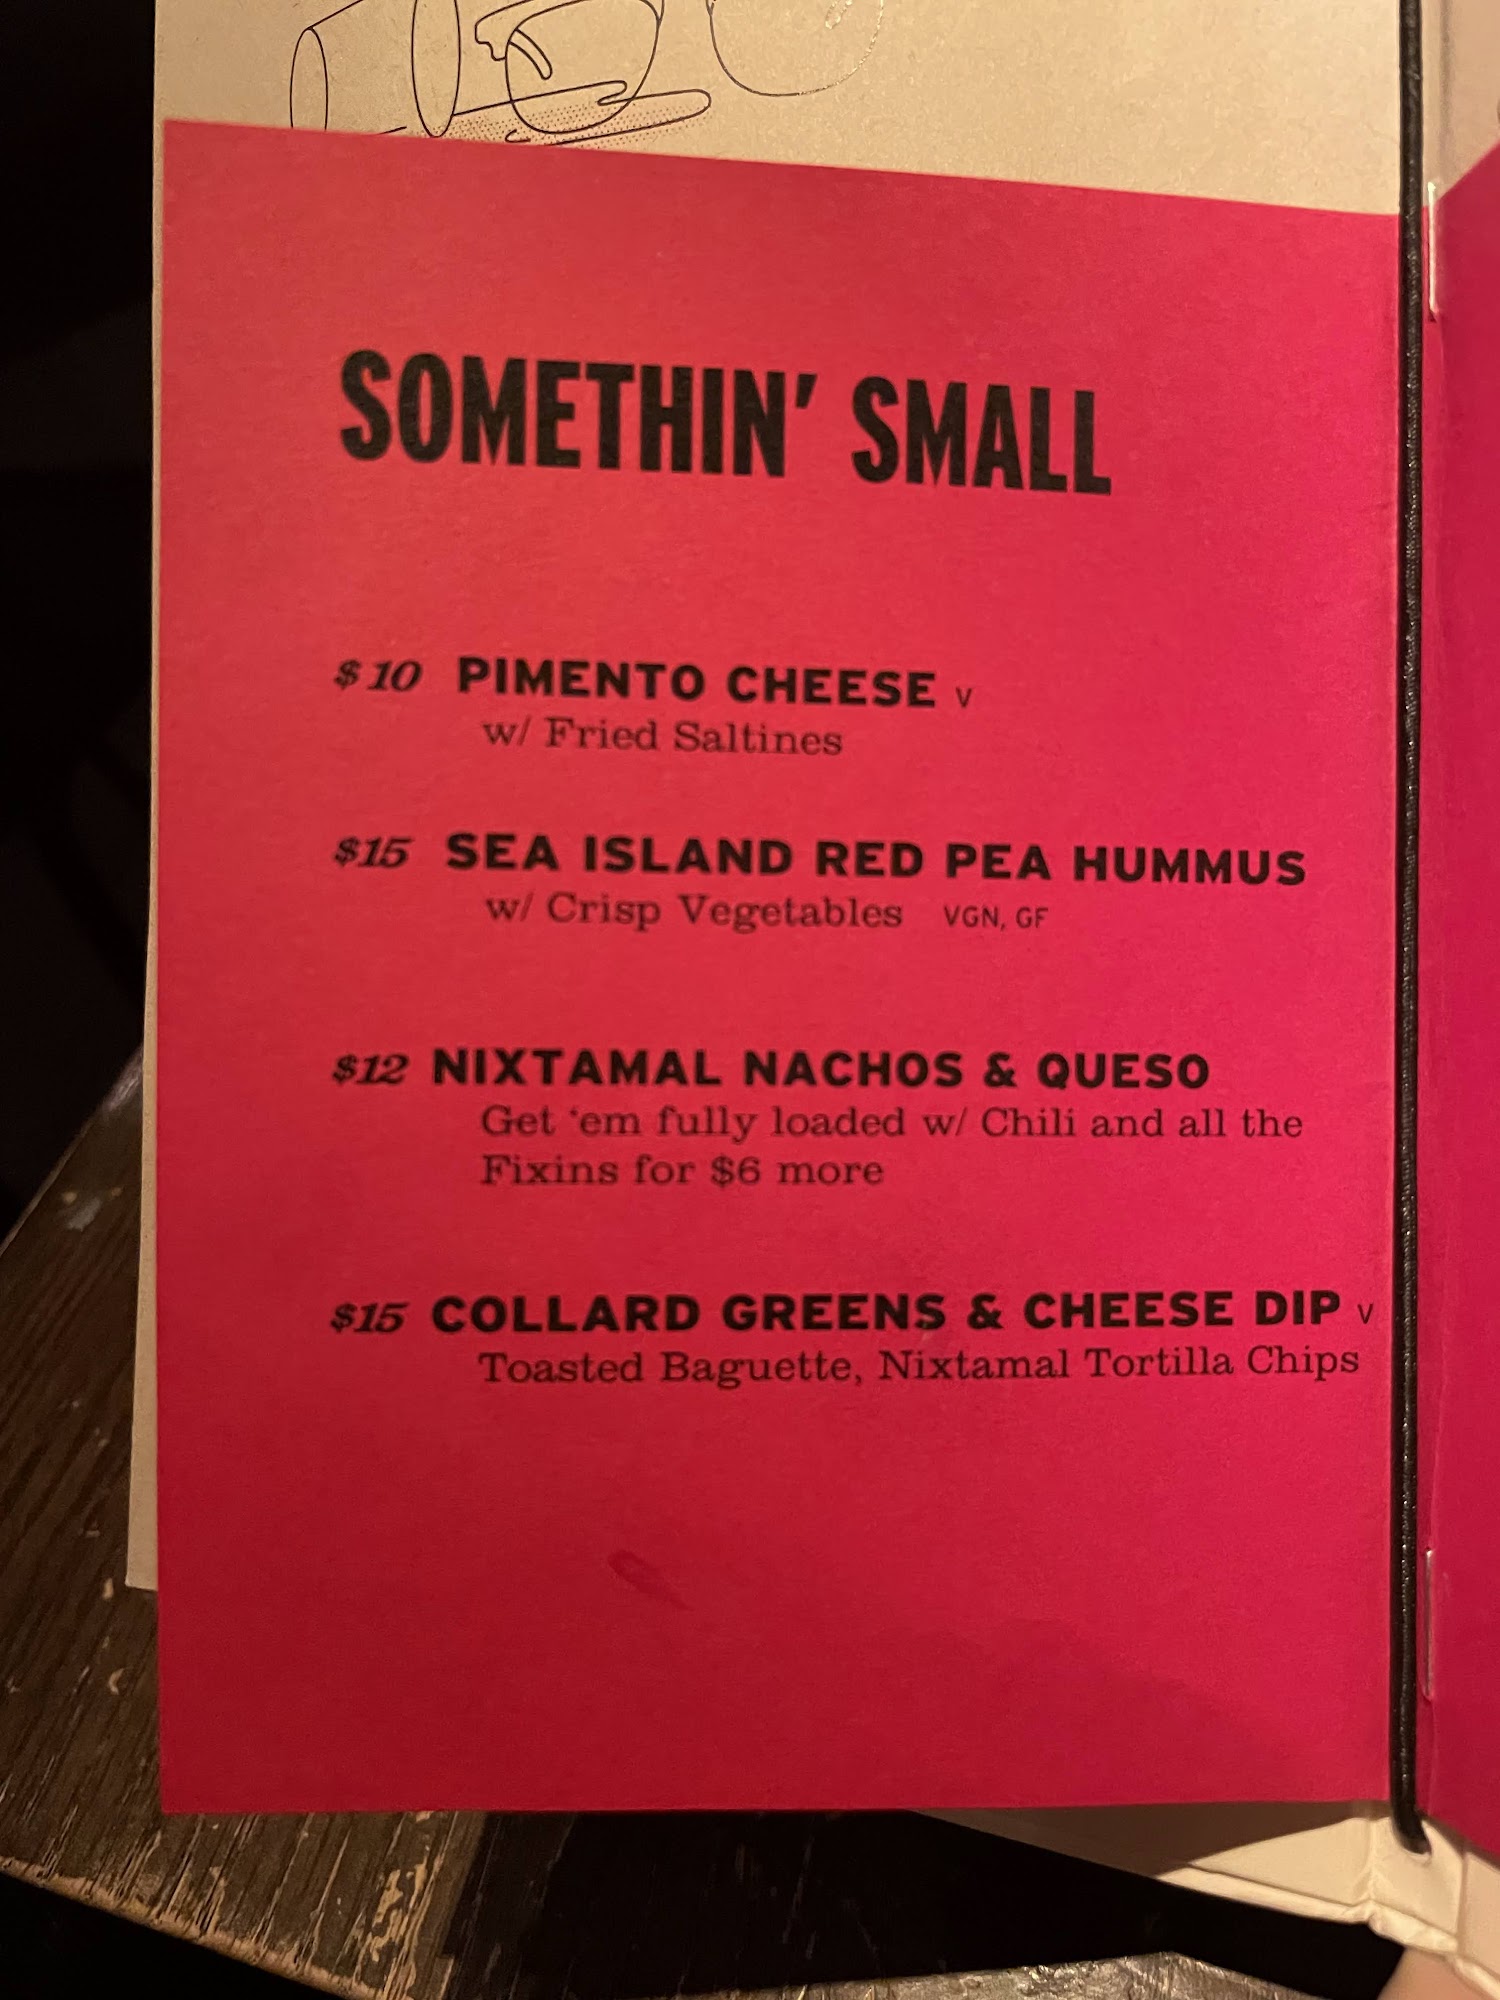 SOMETHIN' SMALL
$10 PIMENTO CHEESE V
w/ Fried Saltines
$15 SEA ISLAND RED PEA HUMMUS
w/ Crisp Vegetables VGN, GF
$12 NIXTAMAL NACHOS & QUESO
Get ‘em fully loaded w/ Chili and all the
Fixins for $6 more
$15 COLLARD GREENS & CHEESE DIP V
Toasted Baguette, Nixtamal Tortilla Chips